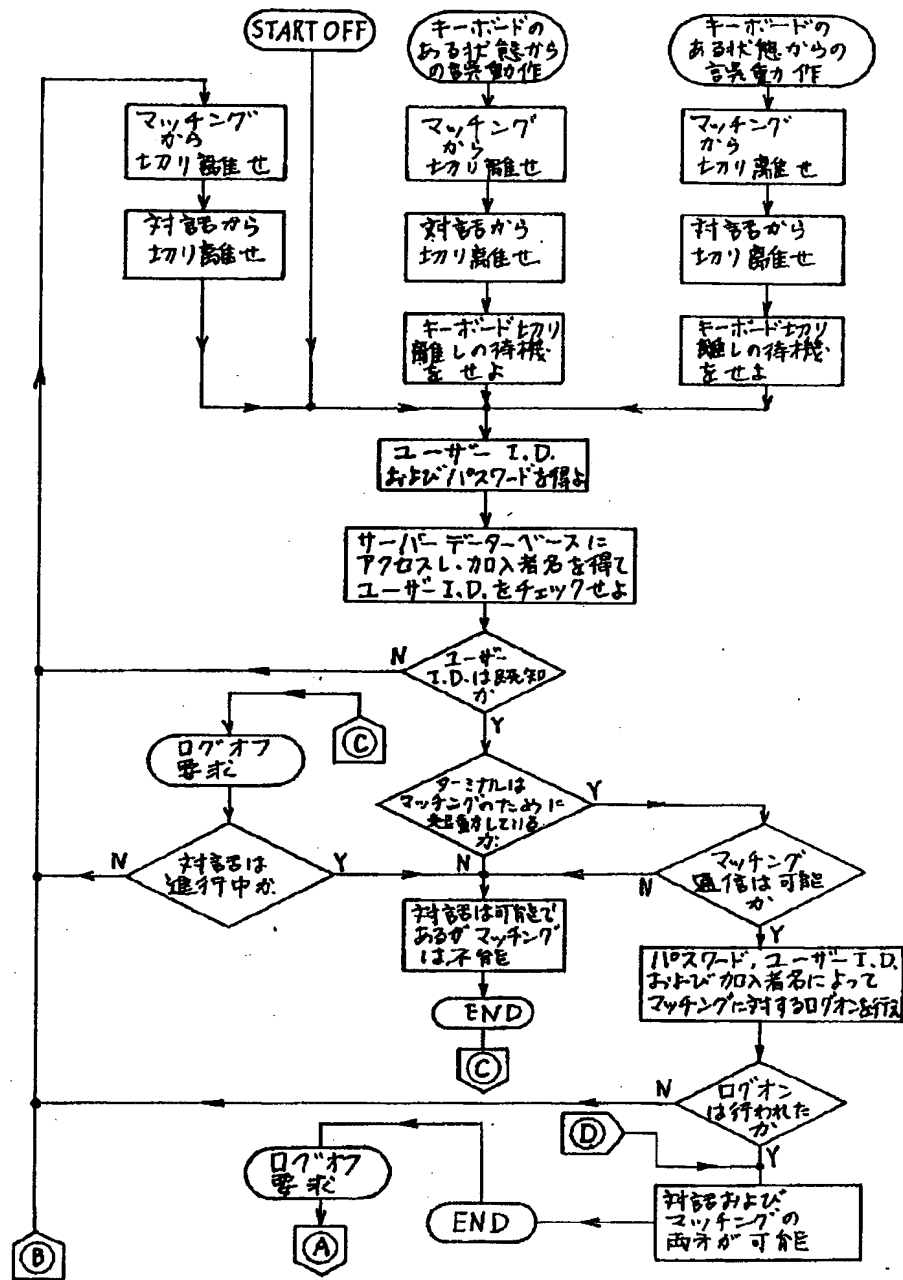 START OFF
キーボードの
ある状態から
の誤動作
キーボードの
ある状態からの
誤動作
マッチング
から
切り離せ
マッチング
から
切り離せ
マッチング
から
切り離せ
対話から
切り離せ
対話から
切り離せ
対話から
切り離せ
キーボード切り
離しの待機
をせよ
キーボード切り
離しの待機
をせよ
ユーザー I.D.
およびパスワードを得よ
サーバーデーターベースに
アクセスし、加入者名を得て
ユーザーI.D.をチェックせよ
N
ユーザー
I.D.は既知
か
Y
C
ログオフ
要求
ターミナルは
マッチングのために
起動している
か
Y
N
N
対話は
進行中か
Y
N
マッチング
通信は可能
か
Y
対話は可能で
あるがマッチング
は不能
パスワード,ユーザーI.D.
および加入者名によって
マッチングに対するログオンを行え
END
C
N
ログオン
は行われた
か
Y
D
ログオフ
要求
END
対話および
マッチングの
両方が可能
B
A